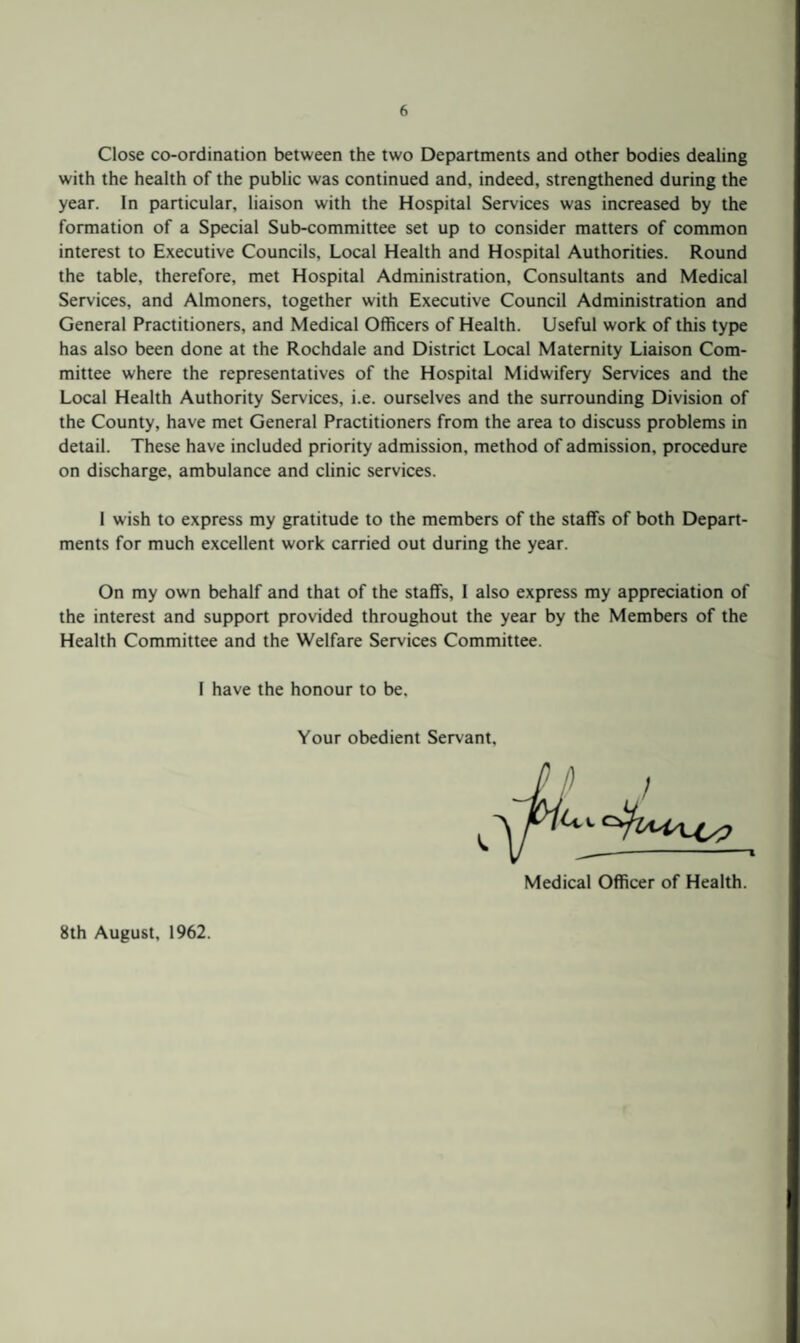 6
Close co-ordination between the two Departments and other bodies dealing
with the health of the public was continued and, indeed, strengthened during the
year. In particular, liaison with the Hospital Services was increased by the
formation of a Special Sub-committee set up to consider matters of common
interest to Executive Councils, Local Health and Hospital Authorities. Round
the table, therefore, met Hospital Administration, Consultants and Medical
Services, and Almoners, together with Executive Council Administration and
General Practitioners, and Medical Officers of Health. Useful work of this type
has also been done at the Rochdale and District Local Maternity Liaison Com-
mittee where the representatives of the Hospital Midwifery Services and the
Local Health Authority Services, i.e. ourselves and the surrounding Division of
the County, have met General Practitioners from the area to discuss problems in
detail. These have included priority admission, method of admission, procedure
on discharge, ambulance and clinic services.
I wish to express my gratitude to the members of the staffs of both Depart-
ments for much excellent work carried out during the year.
On my own behalf and that of the staffs, I also express my appreciation of
the interest and support provided throughout the year by the Members of the
Health Committee and the Welfare Services Committee.
I have the honour to be,
Your obedient Servant,
Medical Officer of Health.
8th August, 1962.